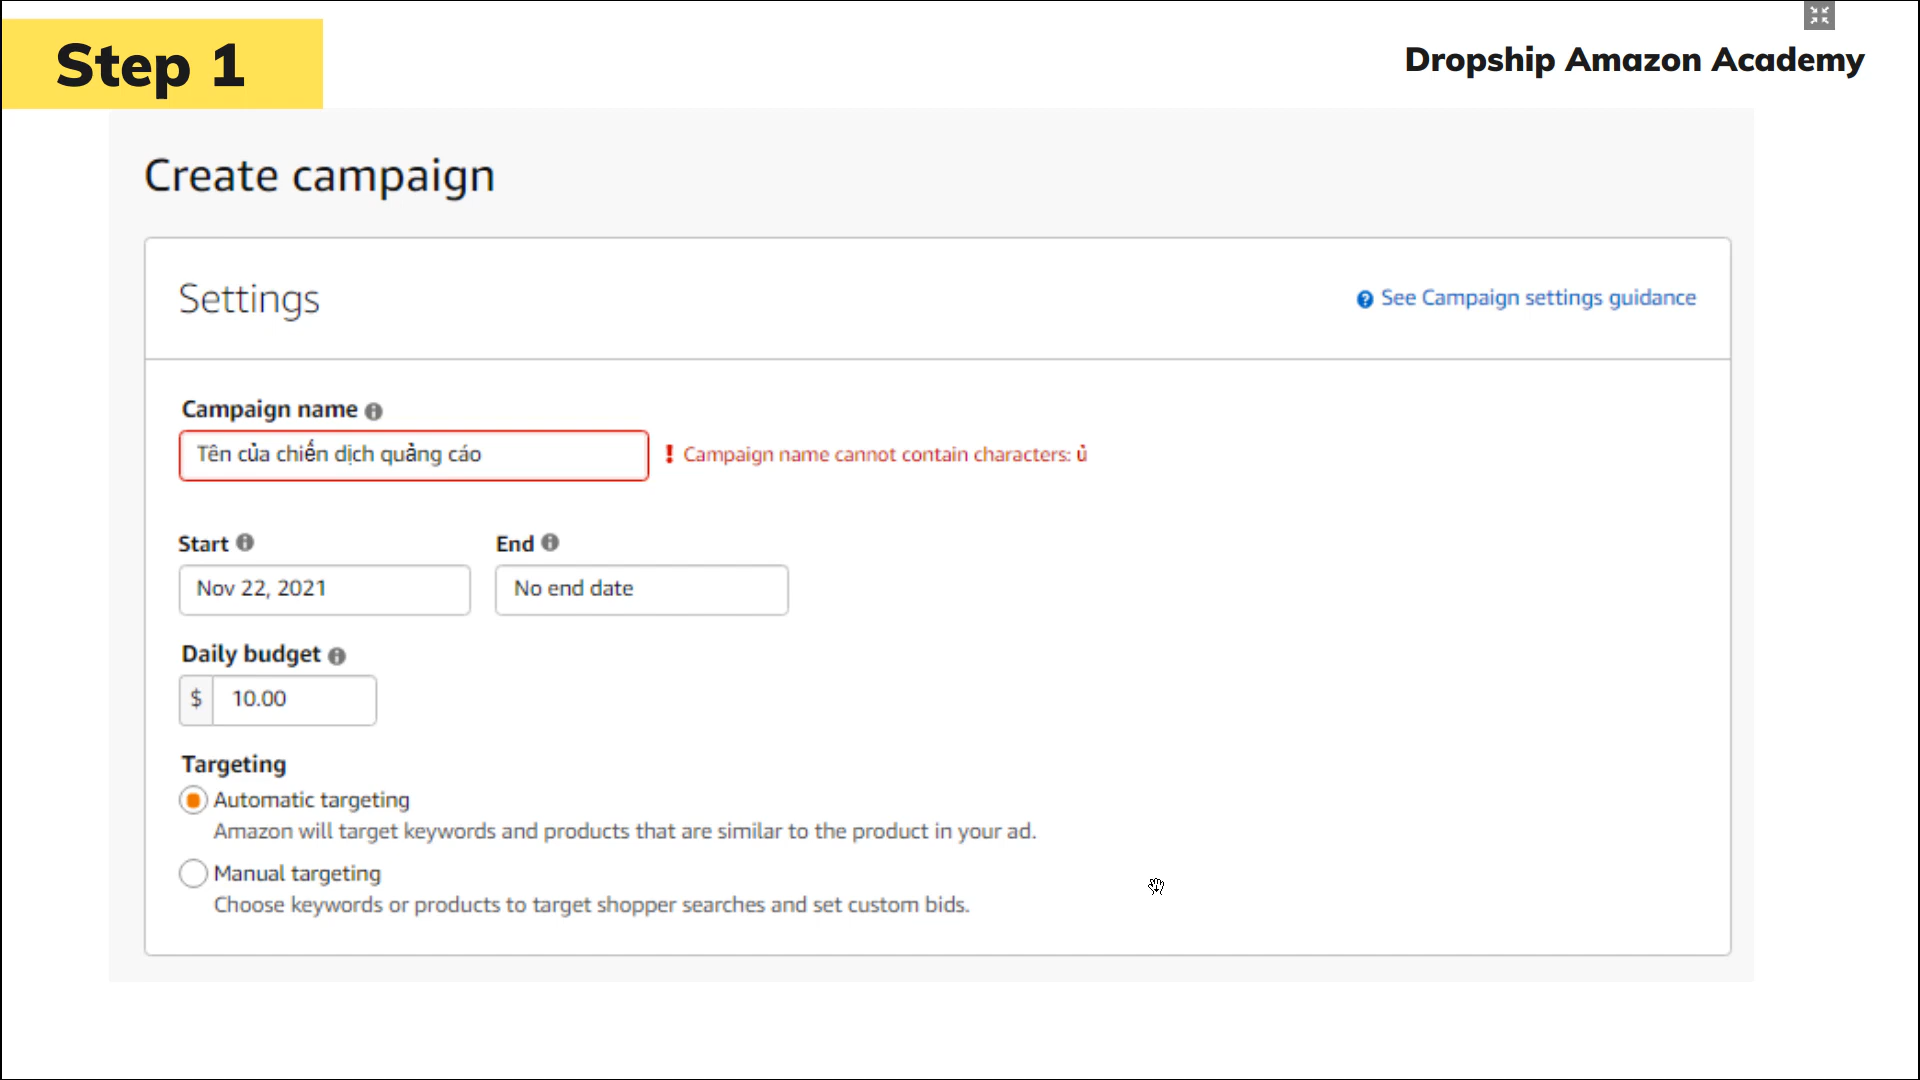 Step 1
Dropship Amazon Academy
Create campaign
Settings
See Campaign settings guidance
Campaign name
Tên của chiến dịch quảng cáo
Campaign name cannot contain characters: ủ
Start
End
Nov 22, 2021
No end date
Daily budget
$ 10.00
Targeting
Automatic targeting
Amazon will target keywords and products that are similar to the product in your ad.
Manual targeting
Choose keywords or products to target shopper searches and set custom bids.